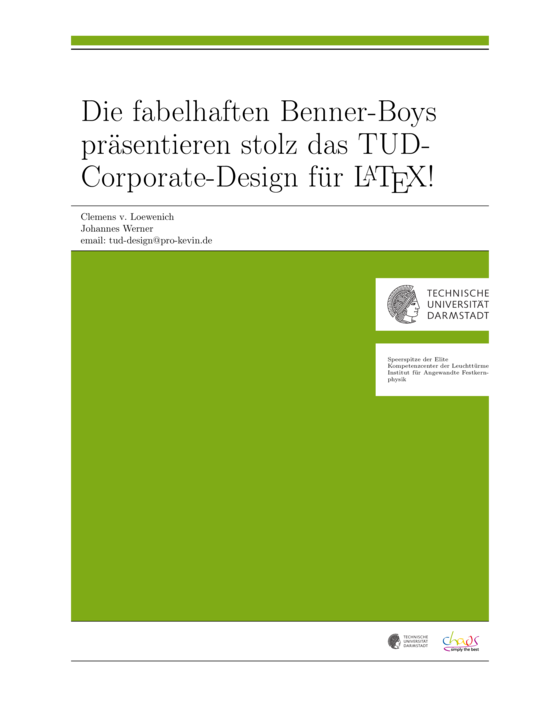 Die fabelhaften Benner-Boys
präsentieren stolz das TUD-
Corporate-Design für LATEX!
Clemens v. Loewenich
Johannes Werner
email: tud-design@pro-kevin.de
TECHNISCHE
UNIVERSITÄT
DARMSTADT
Speerspitze der Elite
Kompetenzcenter der Leuchttürme
Institut für Angewandte Festkern-
physik
TECHNISCHE
UNIVERSITÄT
DARMSTADT
chaos
simply the best